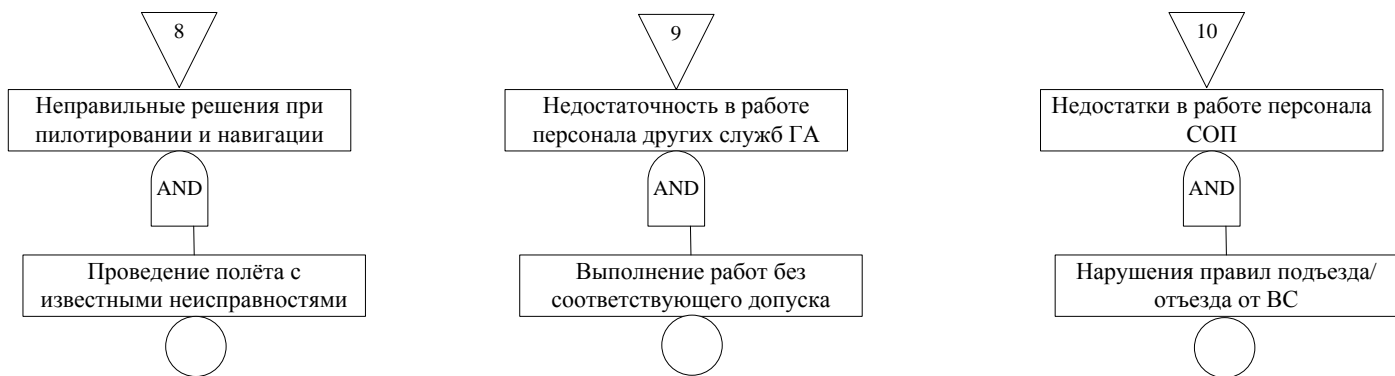 8
Неправильные решения при
пилотировании и навигации
AND
Проведение полёта с
известными неисправностями
9
Недостаточность в работе
персонала других служб ГА
AND
Выполнение работ без
соответствующего допуска
10
Недостатки в работе персонала
СОП
AND
Нарушения правил подъезда/
отъезда от ВС